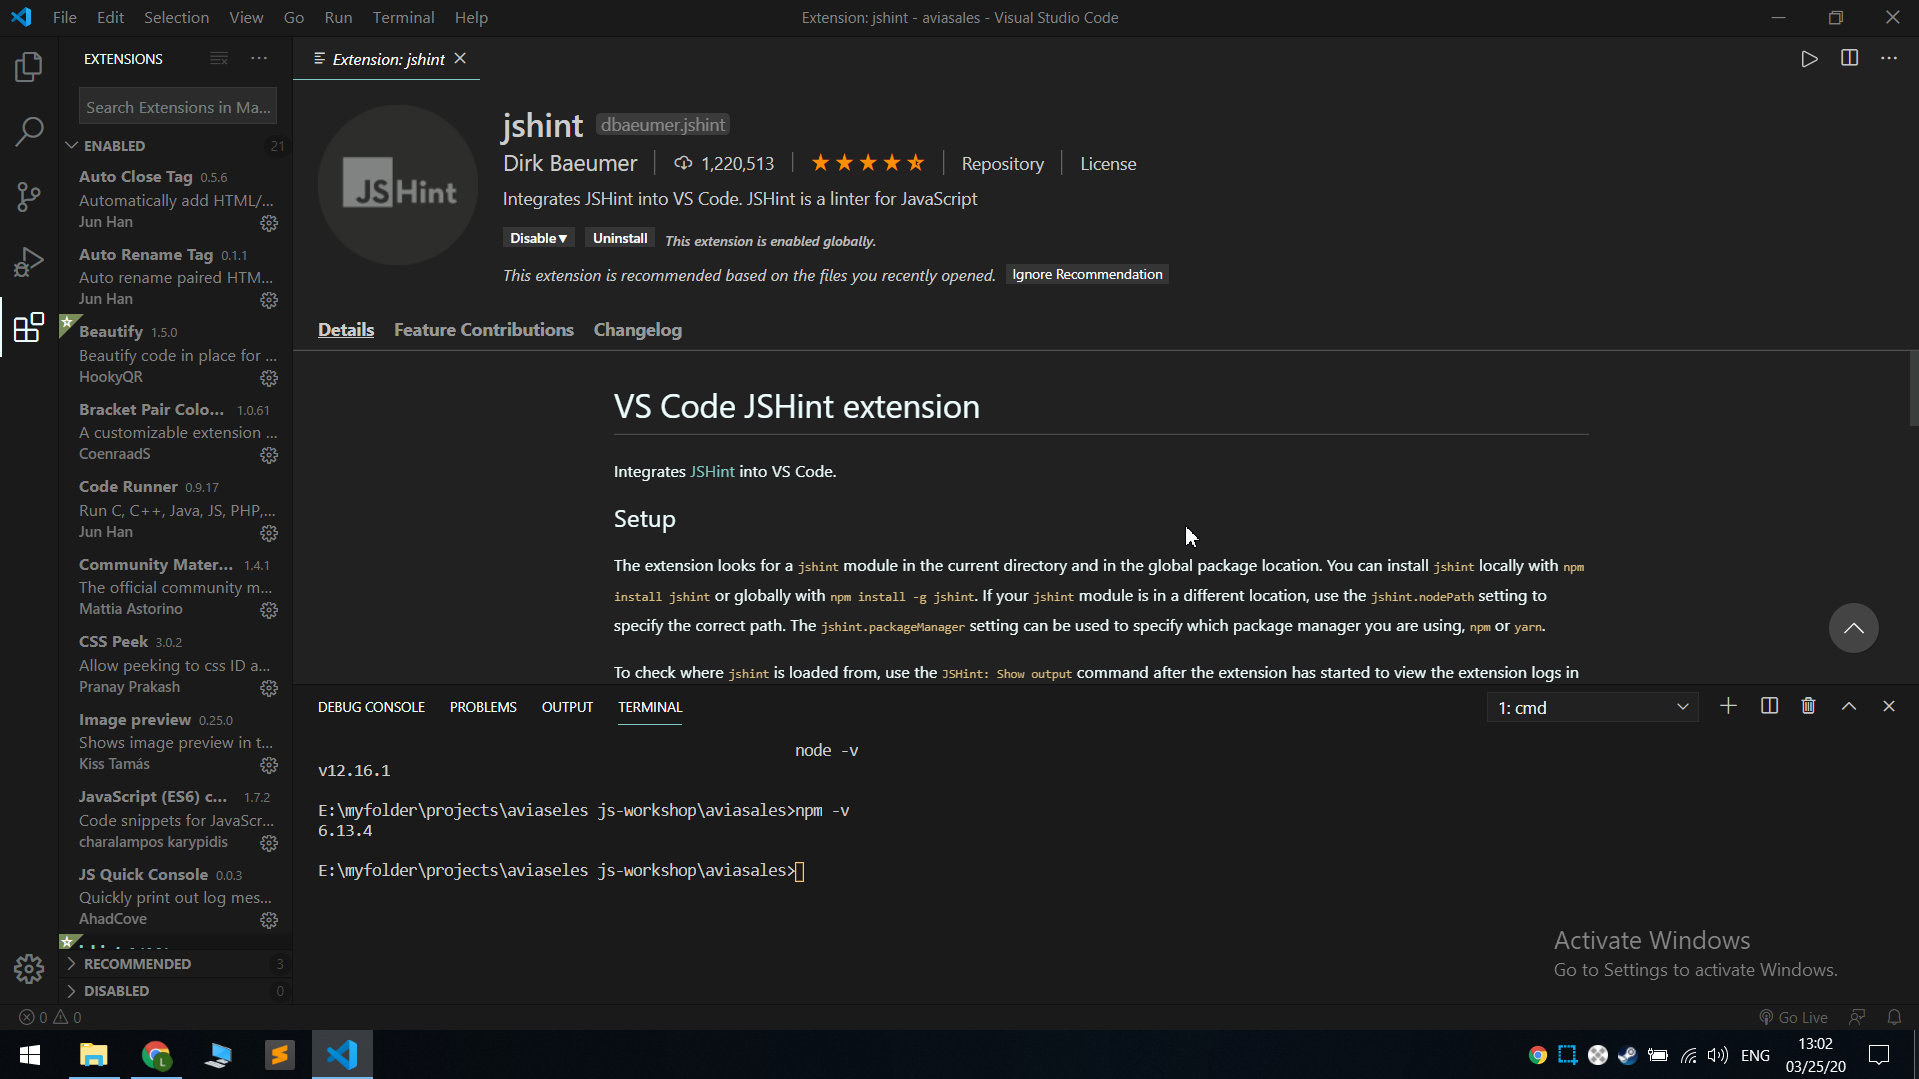 File Edit Selection View Go Run Terminal Help
Extension: jshint - aviasales - Visual Studio Code
EXTENSIONS
Search Extensions in Ma...
ENABLED 21
Auto Close Tag 0.5.6
Automatically add HTML/...
Jun Han
Auto Rename Tag 0.1.1
Auto rename paired HTM...
Jun Han
Beautify 1.5.0
Beautify code in place for ...
HookyQR
Bracket Pair Colo... 1.0.61
A customizable extension ...
CoenraadS
Code Runner 0.9.17
Run C, C++, Java, JS, PHP,...
Jun Han
Community Mater... 1.4.1
The official community m...
Mattia Astorino
CSS Peek 3.0.2
Allow peeking to css ID a...
Pranay Prakash
Image preview 0.25.0
Shows image preview in t...
Kiss Tamás
JavaScript (ES6) c... 1.7.2
Code snippets for JavaScr...
charalampos karypidis
JS Quick Console 0.0.3
Quickly print out log mes...
AhadCove
RECOMMENDED 3
DISABLED 0
Extension: jshint
JSHint
jshint dbaeumer.jshint
Dirk Baeumer 1,220,513 Repository License
Integrates JSHint into VS Code. JSHint is a linter for JavaScript
Disable Uninstall This extension is enabled globally.
This extension is recommended based on the files you recently opened. Ignore Recommendation
Details Feature Contributions Changelog
VS Code JSHint extension
Integrates JSHint into VS Code.
Setup
The extension looks for a jshint module in the current directory and in the global package location. You can install jshint locally with npm
install jshint or globally with npm install -g jshint. If your jshint module is in a different location, use the jshint.nodePath setting to
specify the correct path. The jshint.packageManager setting can be used to specify which package manager you are using, npm or yarn.
To check where jshint is loaded from, use the JSHint: Show output command after the extension has started to view the extension logs in
DEBUG CONSOLE PROBLEMS OUTPUT TERMINAL
1: cmd
node -v
v12.16.1
E:\myfolder\projects\aviaseles js-workshop\aviasales>npm -v
6.13.4
E:\myfolder\projects\aviaseles js-workshop\aviasales>
Activate Windows
Go to Settings to activate Windows.
0 0
Go Live
L
ENG
13:02
03/25/20